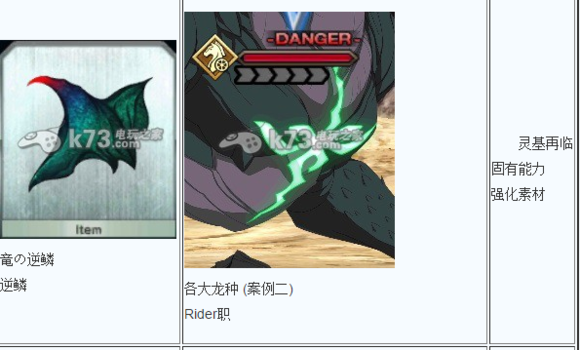 -DANGER-
k73 电玩之家
.com
k73 电玩之家
.com
Item
竜の逆鳞
逆鳞
各大龙种 (案例二)
Rider职
灵基再临
固有能力
强化素材